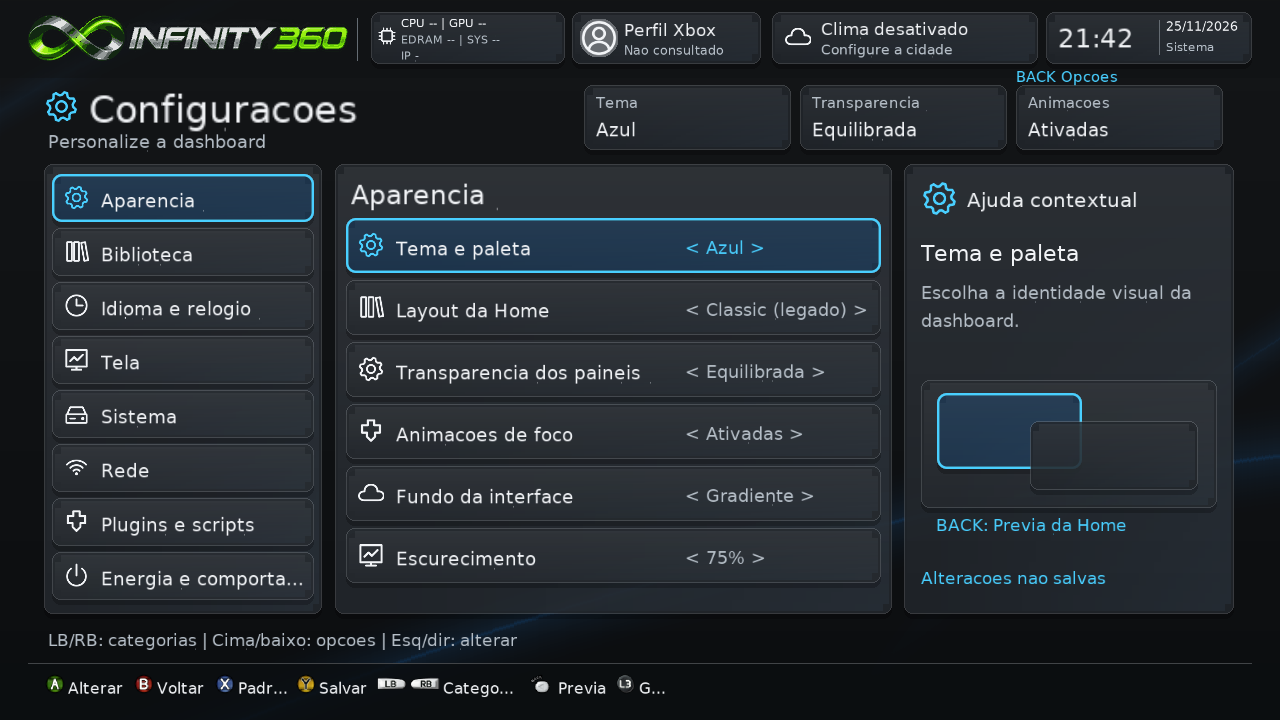 INFINITY 360
CPU -- | GPU --
EDRAM -- | SYS --
IP -
Perfil Xbox
Nao consultado
Clima desativado
Configure a cidade
21:42
25/11/2026
Sistema
BACK Opcoes
Configuracoes
Personalize a dashboard
Tema
Azul
Transparencia
Equilibrada
Animacoes
Ativadas
Aparencia
Biblioteca
Idioma e relogio
Tela
Sistema
Rede
Plugins e scripts
Energia e comporta...
Aparencia
Tema e paleta < Azul >
Layout da Home < Classic (legado) >
Transparencia dos paineis < Equilibrada >
Animacoes de foco < Ativadas >
Fundo da interface < Gradiente >
Escurecimento < 75% >
Ajuda contextual
Tema e paleta
Escolha a identidade visual da
dashboard.
BACK: Previa da Home
Alteracoes nao salvas
LB/RB: categorias | Cima/baixo: opcoes | Esq/dir: alterar
A Alterar B Voltar X Padr... Y Salvar LB RB Catego... Previa L3 G...